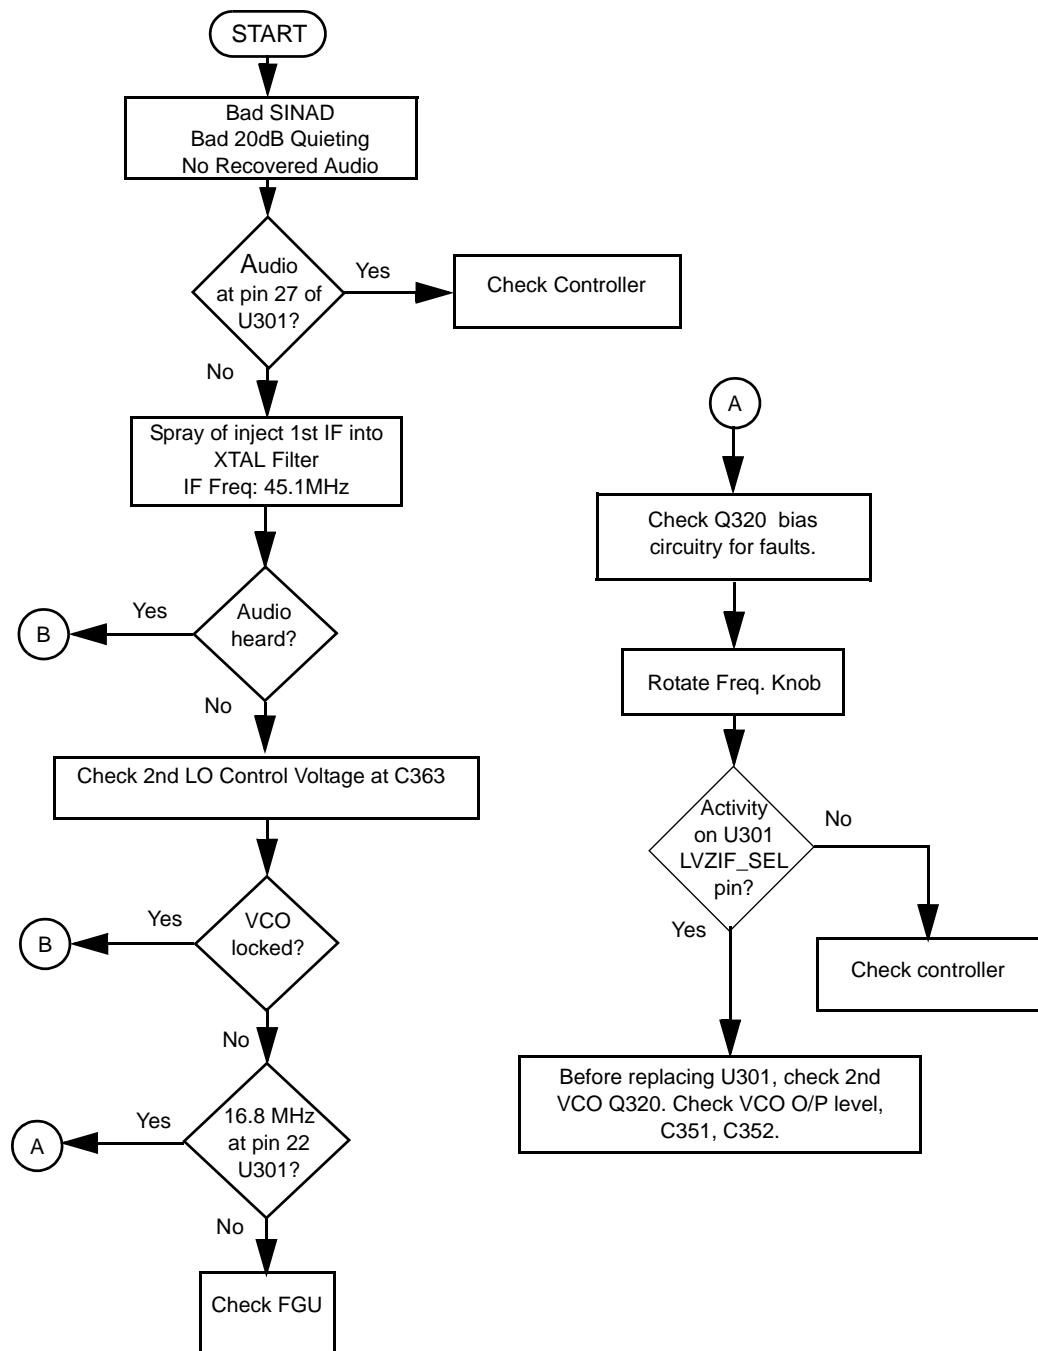 START
Bad SINAD
Bad 20dB Quieting
No Recovered Audio
Audio
at pin 27 of
U301?
Yes
Check Controller
No
Spray of inject 1st IF into
XTAL Filter
IF Freq: 45.1MHz
Audio
heard?
Yes
B
No
Check 2nd LO Control Voltage at C363
VCO
locked?
Yes
B
No
16.8 MHz
at pin 22
U301?
Yes
A
No
Check FGU
A
Check Q320 bias
circuitry for faults.
Rotate Freq. Knob
Activity
on U301
LVZIF_SEL
pin?
No
Check controller
Yes
Before replacing U301, check 2nd
VCO Q320. Check VCO O/P level,
C351, C352.